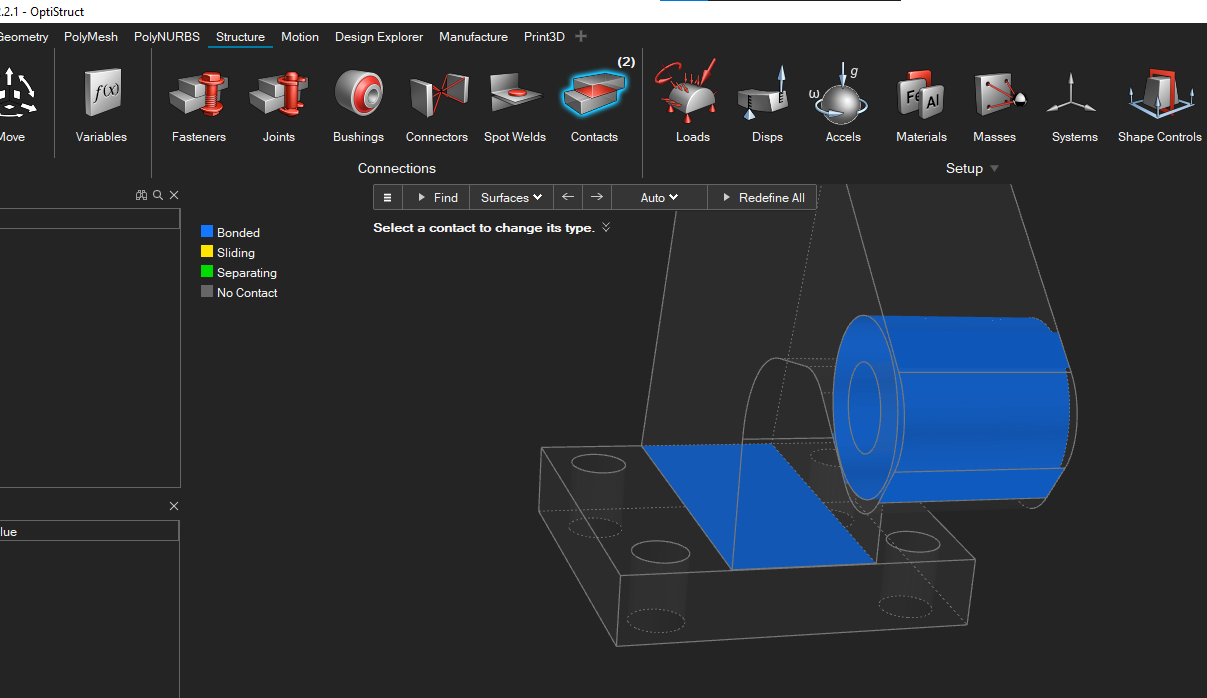 .2.1 - OptiStruct
Geometry PolyMesh PolyNURBS Structure Motion Design Explorer Manufacture Print3D
(2)
f(x) g
ω Fe Al
Move Variables Fasteners Joints Bushings Connectors Spot Welds Contacts Loads Disps Accels Materials Masses Systems Shape Controls
Connections Setup
Find Surfaces Auto Redefine All
Select a contact to change its type.
Bonded
Sliding
Separating
No Contact
lue